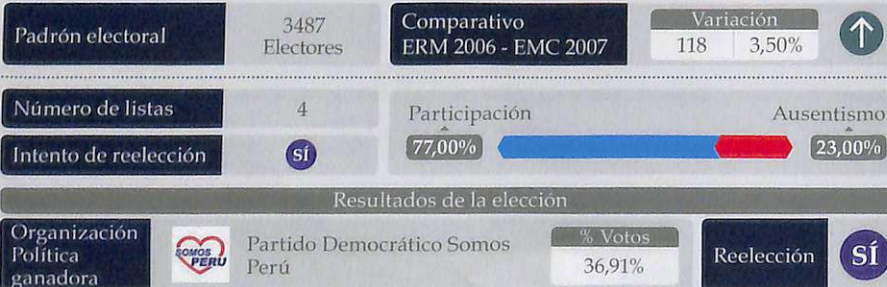 Padrón electoral
3487
Electores
Comparativo
ERM 2006 - EMC 2007
Variación
118
3,50%
Número de listas
4
Participación
Ausentismo
77,00%
23,00%
Intento de reelección
SÍ
Resultados de la elección
Organización
Política
ganadora
SOMOS
PERU
Partido Democrático Somos
Perú
% Votos
36,91%
Reelección
SÍ